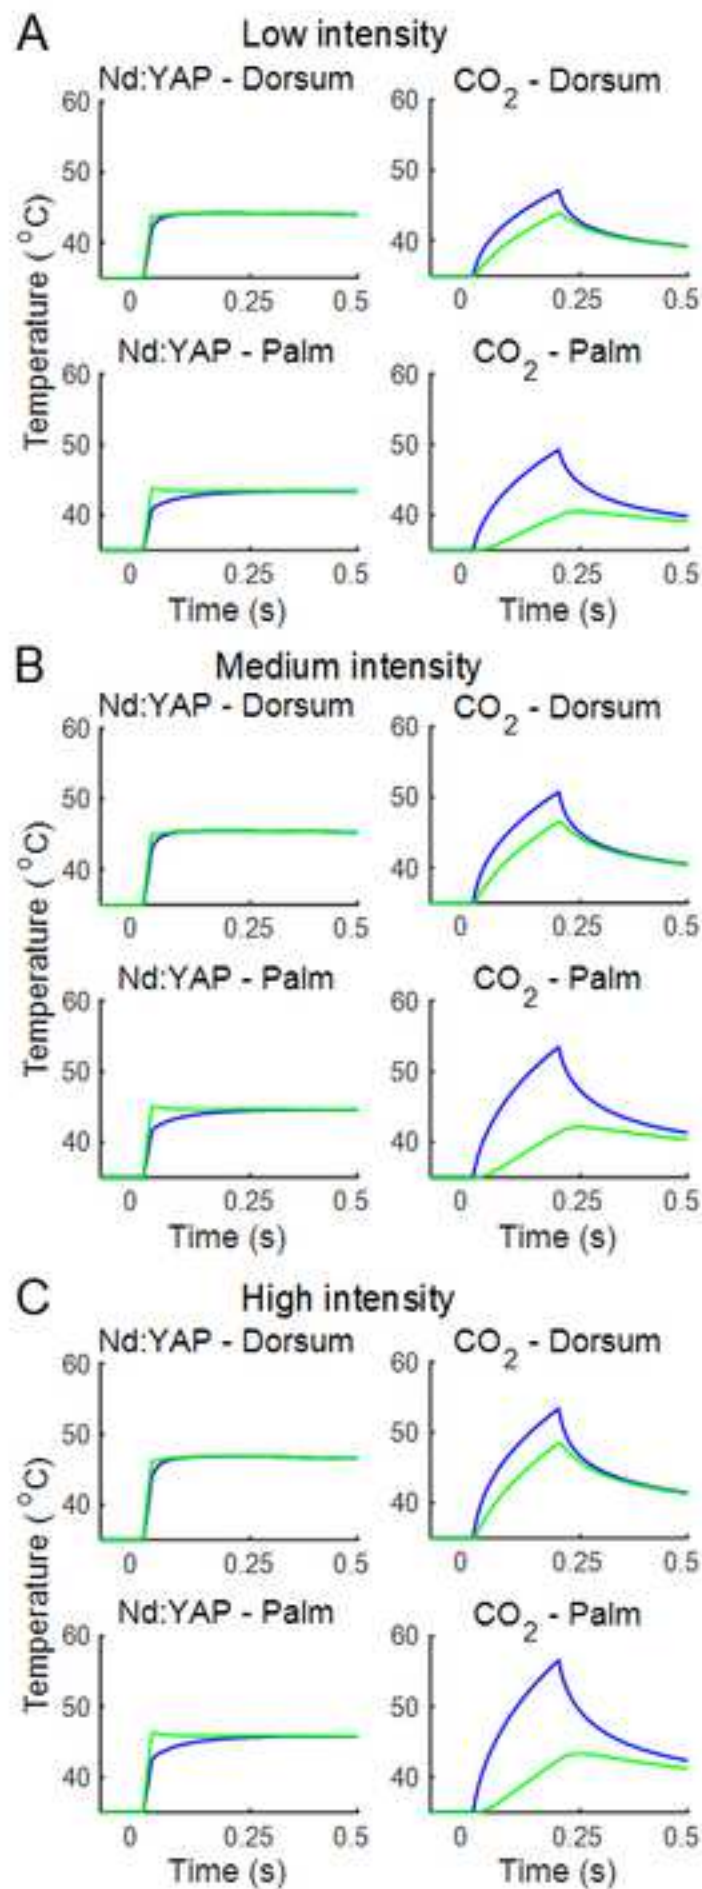 A
Low intensity
Nd:YAP - Dorsum
CO2 - Dorsum
60
50
40
0
0.25
0.5
60
50
40
0
0.25
0.5
Temperature ( °C)
Nd:YAP - Palm
CO2 - Palm
60
50
40
0
0.25
0.5
60
50
40
0
0.25
0.5
Time (s)
Time (s)
B
Medium intensity
Nd:YAP - Dorsum
CO2 - Dorsum
60
50
40
0
0.25
0.5
60
50
40
0
0.25
0.5
Temperature ( °C)
Nd:YAP - Palm
CO2 - Palm
60
50
40
0
0.25
0.5
60
50
40
0
0.25
0.5
Time (s)
Time (s)
C
High intensity
Nd:YAP - Dorsum
CO2 - Dorsum
60
50
40
0
0.25
0.5
60
50
40
0
0.25
0.5
Temperature ( °C)
Nd:YAP - Palm
CO2 - Palm
60
50
40
0
0.25
0.5
60
50
40
0
0.25
0.5
Time (s)
Time (s)